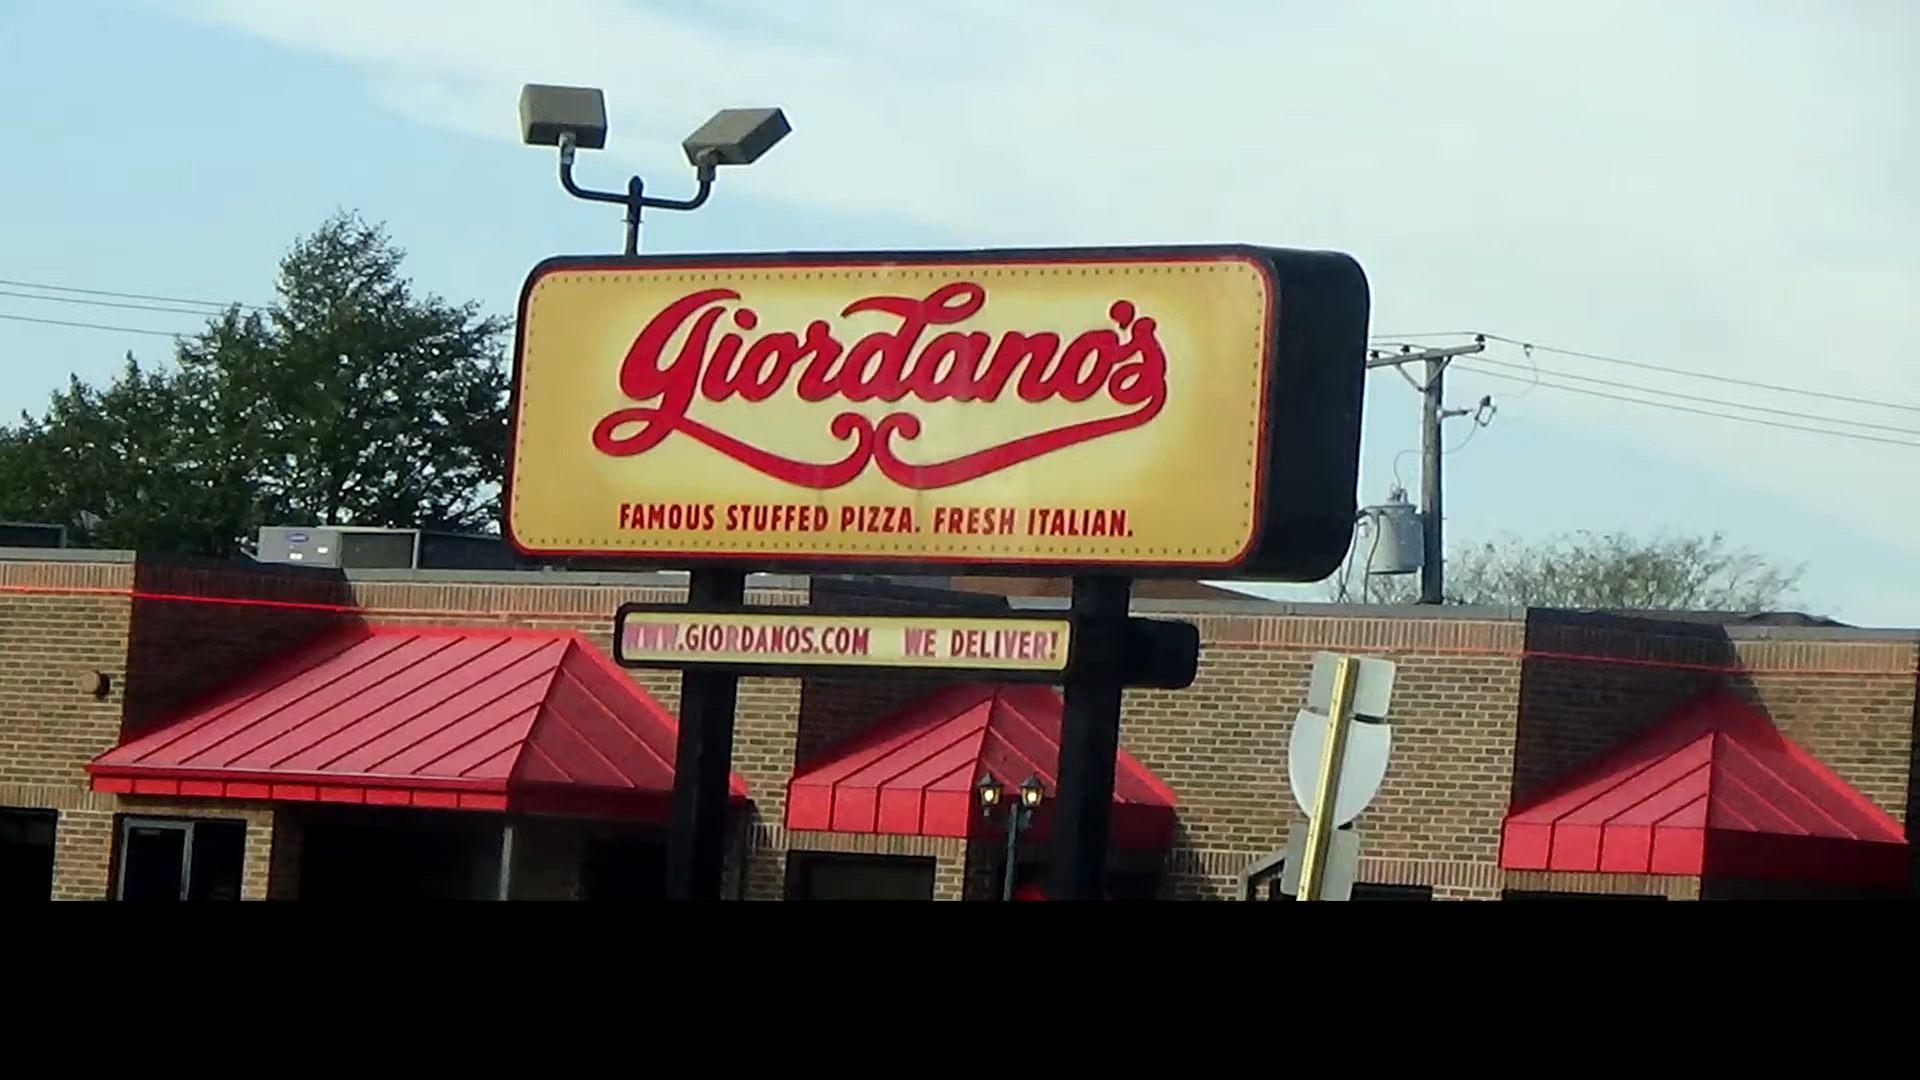 Giordano's
FAMOUS STUFFED PIZZA. FRESH ITALIAN.
WWW.GIORDANOS.COM WE DELIVER!